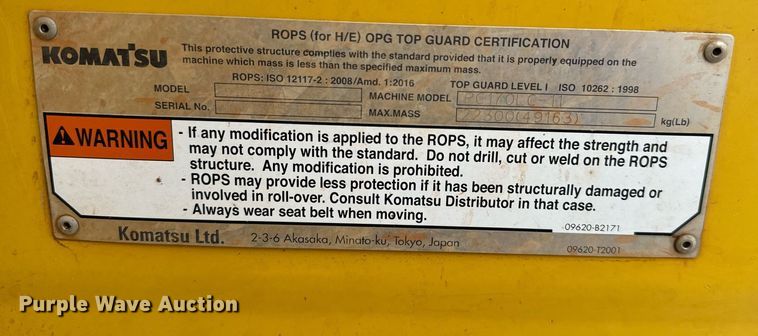 ROPS (for H/E) OPG TOP GUARD CERTIFICATION
KOMATSU
This protective structure complies with the standard provided that it is properly equipped on the
machine which mass is less than the specified maximum mass.
ROPS: ISO 12117-2 : 2008/Amd. 1:2016 TOP GUARD LEVEL I ISO 10262 : 1998
MODEL MACHINE MODEL PC170LC-11
SERIAL No. MAX.MASS 22300(49163) kg(Lb)
WARNING
- If any modification is applied to the ROPS, it may affect the strength and
may not comply with the standard. Do not drill, cut or weld on the ROPS
structure. Any modification is prohibited.
- ROPS may provide less protection if it has been structurally damaged or
involved in roll-over. Consult Komatsu Distributor in that case.
- Always wear seat belt when moving.
09620-B2171
Komatsu Ltd. 2-3-6 Akasaka, Minato-ku, Tokyo, Japan 09620-T2001
Purple Wave Auction